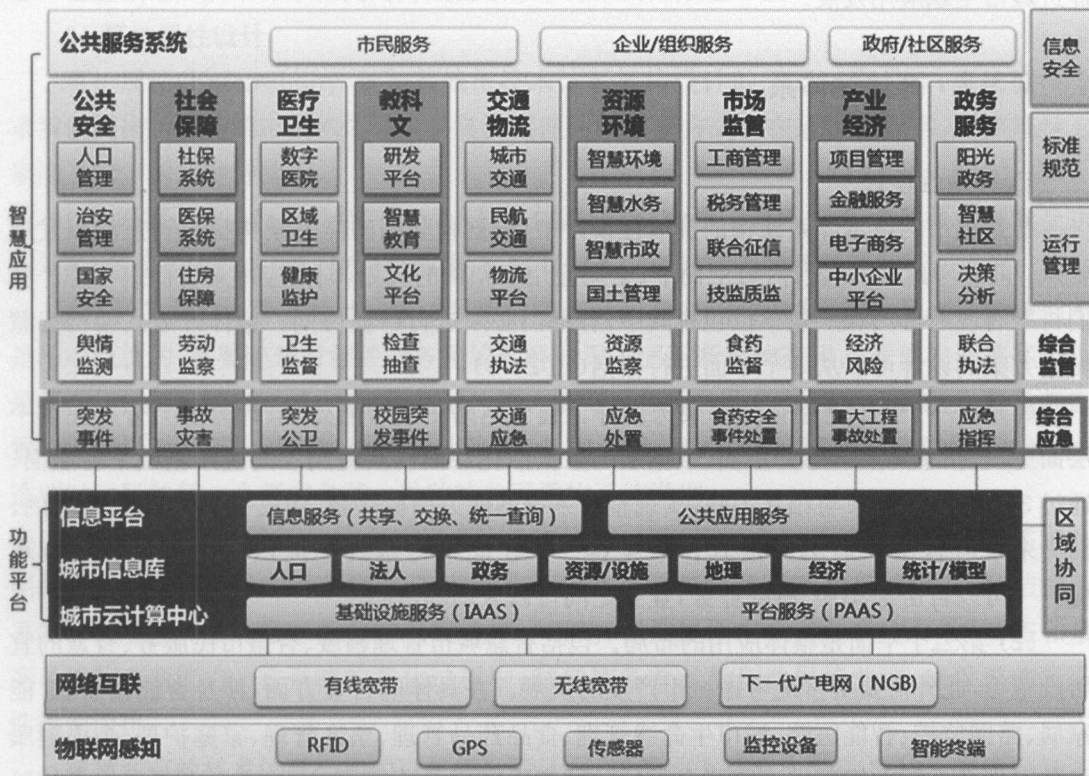 公共服务系统 市民服务 企业/组织服务 政府/社区服务
信息
安全
标准
规范
运行
管理
智慧应用
公共
安全
人口
管理
治安
管理
国家
安全
舆情
监测
突发
事件
社会
保障
社保
系统
医保
系统
住房
保障
劳动
监察
事故
灾害
医疗
卫生
数字
医院
区域
卫生
健康
监护
卫生
监督
突发
公卫
教科
文
研发
平台
智慧
教育
文化
平台
检查
抽查
校园突
发事件
交通
物流
城市
交通
民航
交通
物流
平台
交通
执法
交通
应急
资源
环境
智慧环境
智慧水务
智慧市政
国土管理
资源
监察
应急
处置
市场
监管
工商管理
税务管理
联合征信
技监质监
食药
监督
食药安全
事件处置
产业
经济
项目管理
金融服务
电子商务
中小企业
平台
经济
风险
重大工程
事故处置
政务
服务
阳光
政务
智慧
社区
决策
分析
联合
执法
应急
指挥
综合
监管
综合
应急
功能平台
信息平台 信息服务（共享、交换、统一查询） 公共应用服务
城市信息库 人口 法人 政务 资源/设施 地理 经济 统计/模型
城市云计算中心 基础设施服务（IAAS） 平台服务（PAAS）
区域协同
网络互联 有线宽带 无线宽带 下一代广电网（NGB）
物联网感知 RFID GPS 传感器 监控设备 智能终端